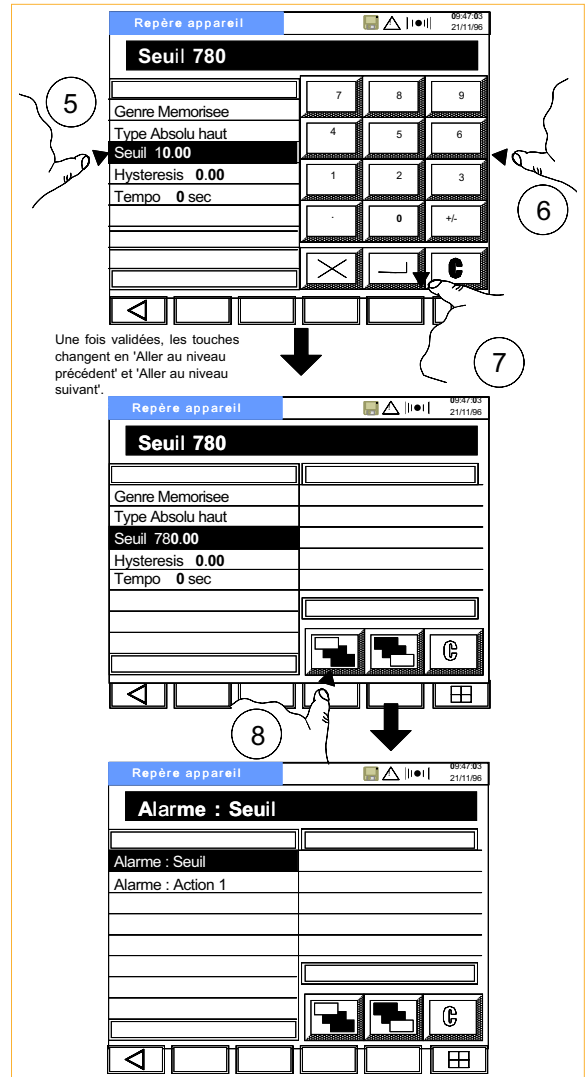 Repère appareil
09:47:03
21/11/96
Seuil 780
5
Genre Memorisee
Type Absolu haut
Seuil 10.00
Hysteresis 0.00
Tempo 0 sec
7 8 9
4 5 6
1 2 3
. 0 +/-
C
6
7
Une fois validées, les touches
changent en 'Aller au niveau
précédent' et 'Aller au niveau
suivant'.
Repère appareil
09:47:03
21/11/96
Seuil 780
Genre Memorisee
Type Absolu haut
Seuil 780.00
Hysteresis 0.00
Tempo 0 sec
C
8
Repère appareil
09:47:03
21/11/96
Alarme : Seuil
Alarme : Seuil
Alarme : Action 1
C